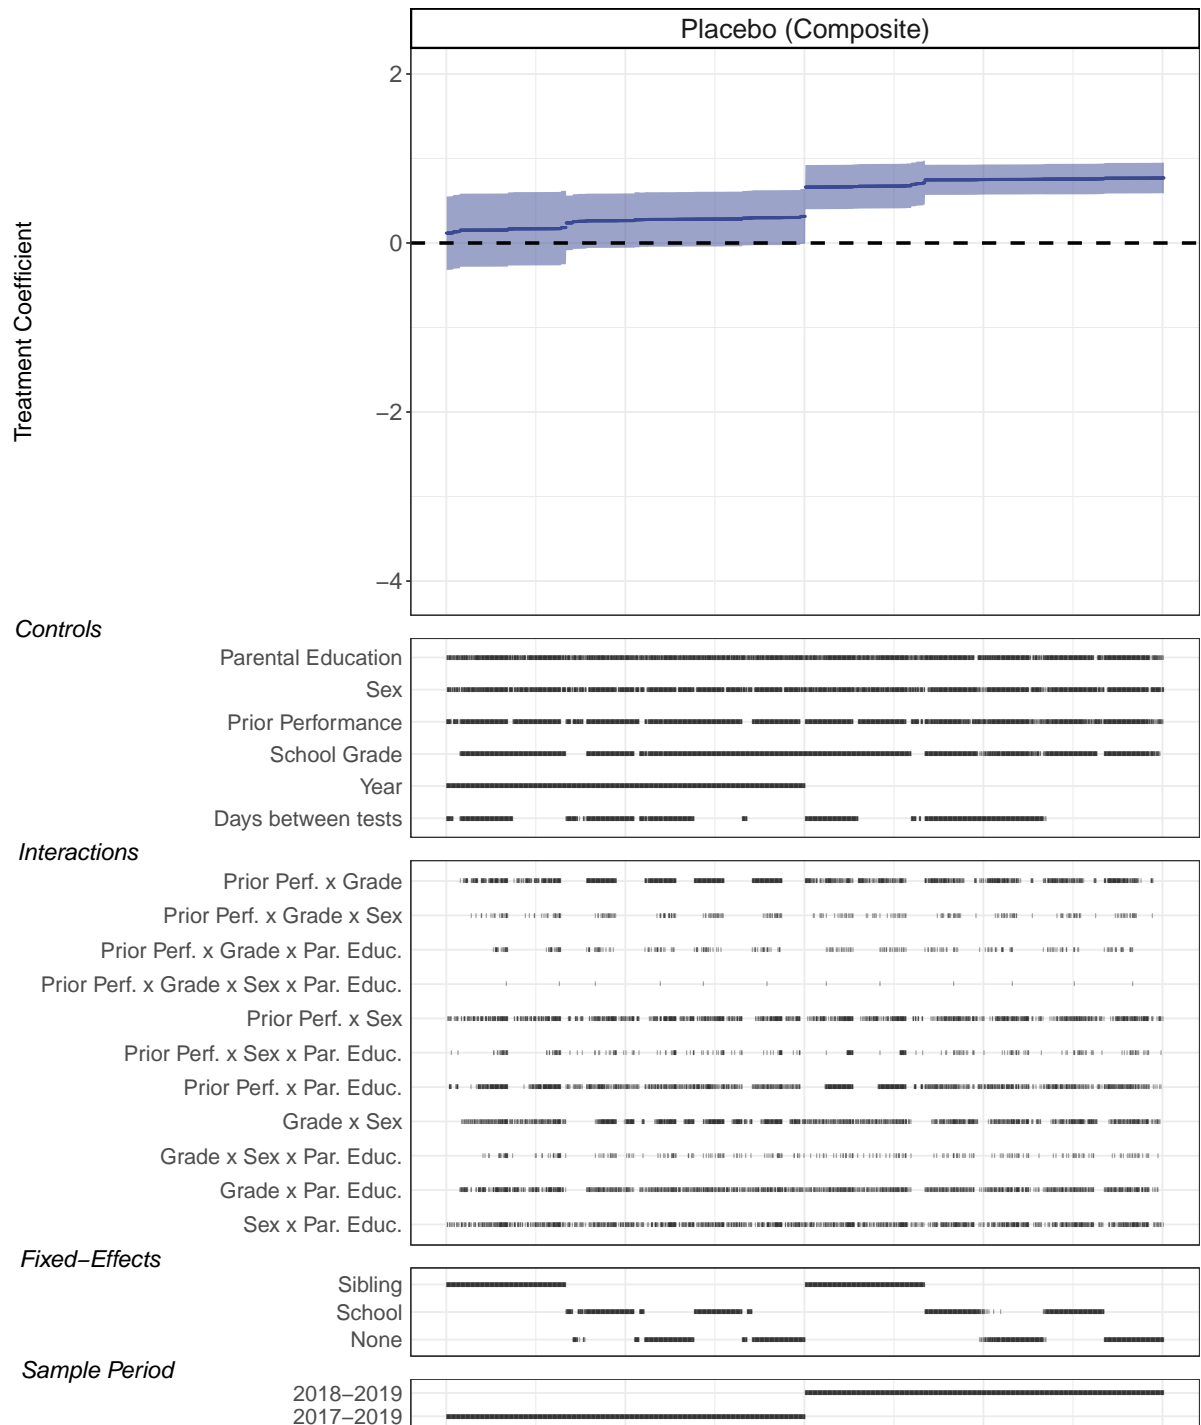 Placebo (Composite)
Treatment Coefficient
2
0
−2
−4
Controls
Parental Education
Sex
Prior Performance
School Grade
Year
Days between tests
Interactions
Prior Perf. x Grade
Prior Perf. x Grade x Sex
Prior Perf. x Grade x Par. Educ.
Prior Perf. x Grade x Sex x Par. Educ.
Prior Perf. x Sex
Prior Perf. x Sex x Par. Educ.
Prior Perf. x Par. Educ.
Grade x Sex
Grade x Sex x Par. Educ.
Grade x Par. Educ.
Sex x Par. Educ.
Fixed−Effects
Sibling
School
None
Sample Period
2018−2019
2017−2019